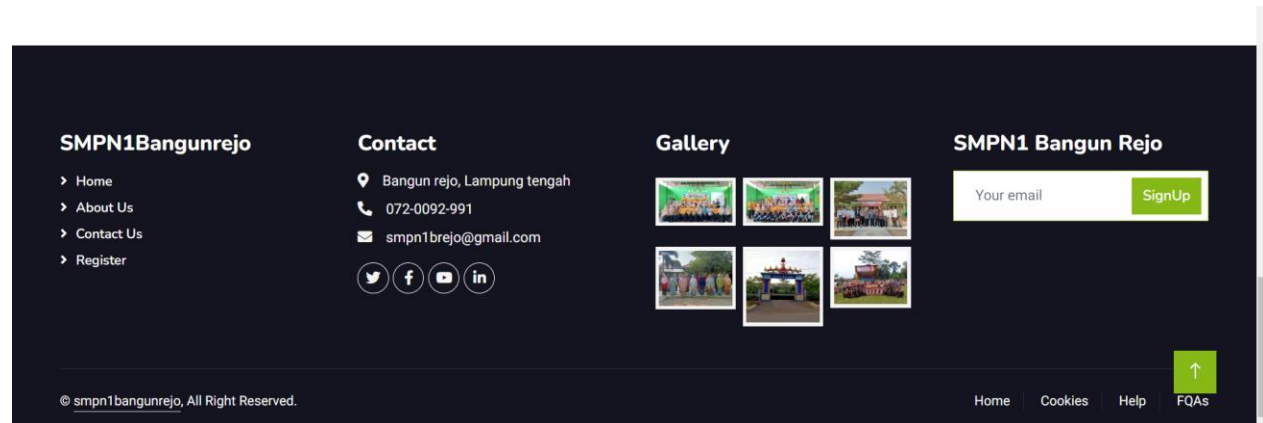 SMPN1Bangunrejo
Home
About Us
Contact Us
Register
Contact
Bangun rejo, Lampung tengah
072-0092-991
smpn1brejo@gmail.com
Gallery
SMPN1 Bangun Rejo
Your email
SignUp
© smpn1bangunrejo, All Right Reserved.
Home
Cookies
Help
FQAs